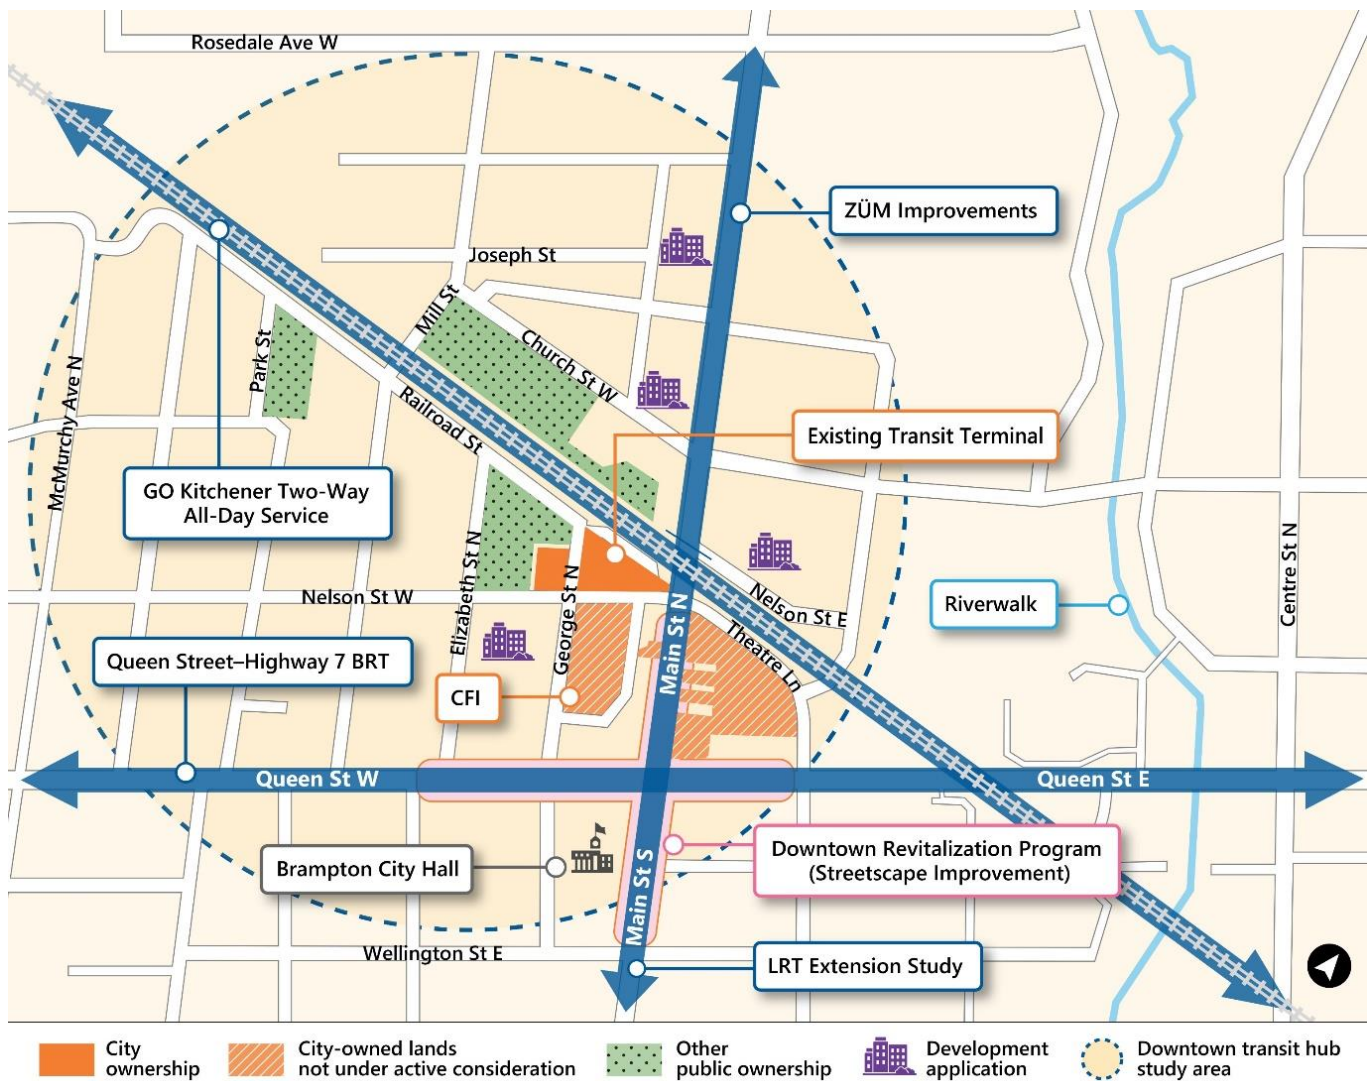 Rosedale Ave W
ZÜM Improvements
Joseph St
Mill St
Church St W
Park St
McMurchy Ave N
Railroad St
Existing Transit Terminal
GO Kitchener Two-Way
All-Day Service
Elizabeth St N
George St N
Nelson St W
Main St N
Nelson St E
Theatre Ln
Riverwalk
Centre St N
Queen Street–Highway 7 BRT
CFI
Queen St W
Queen St E
Brampton City Hall
Main St S
Downtown Revitalization Program
(Streetscape Improvement)
Wellington St E
LRT Extension Study
City
ownership
City-owned lands
not under active consideration
Other
public ownership
Development
application
Downtown transit hub
study area